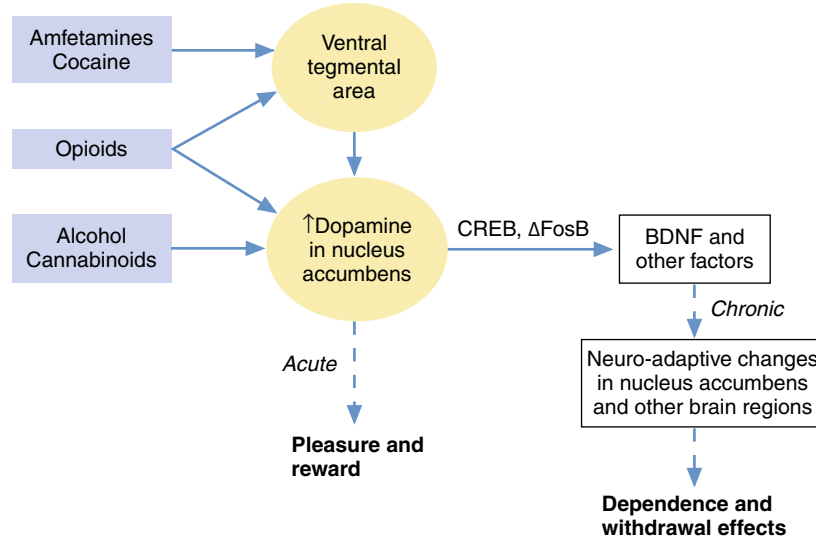 Amfetamines
Cocaine
Ventral
tegmental
area
Opioids
Alcohol
Cannabinoids
↑Dopamine
in nucleus
accumbens
CREB, ΔFosB
BDNF and
other factors
Acute
Chronic
Neuro-adaptive changes
in nucleus accumbens
and other brain regions
Pleasure and
reward
Dependence and
withdrawal effects